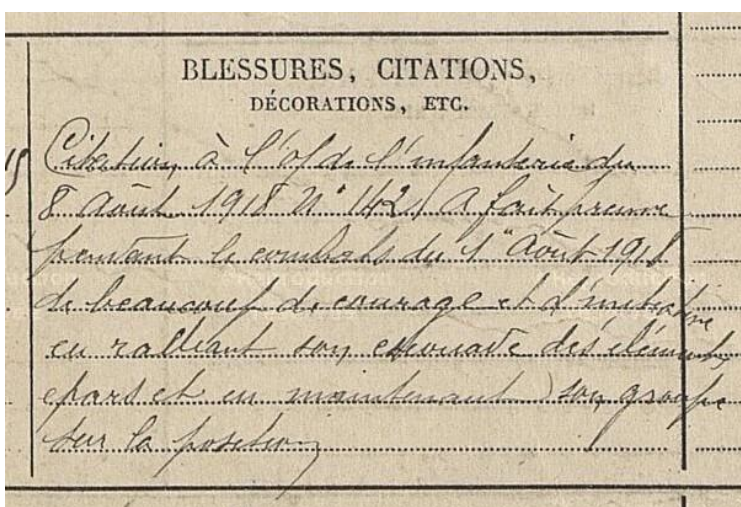 BLESSURES, CITATIONS,
DÉCORATIONS, ETC.
Citation à l'O/ de l'infanterie du
8 Août 1918 N° 142, A fait preuve
pendant le combats du 1er Août 1918
de beaucoup de courage et d'initiative
en ralliant son escouade des éléments
épars et en maintenant son groupe
sur la position